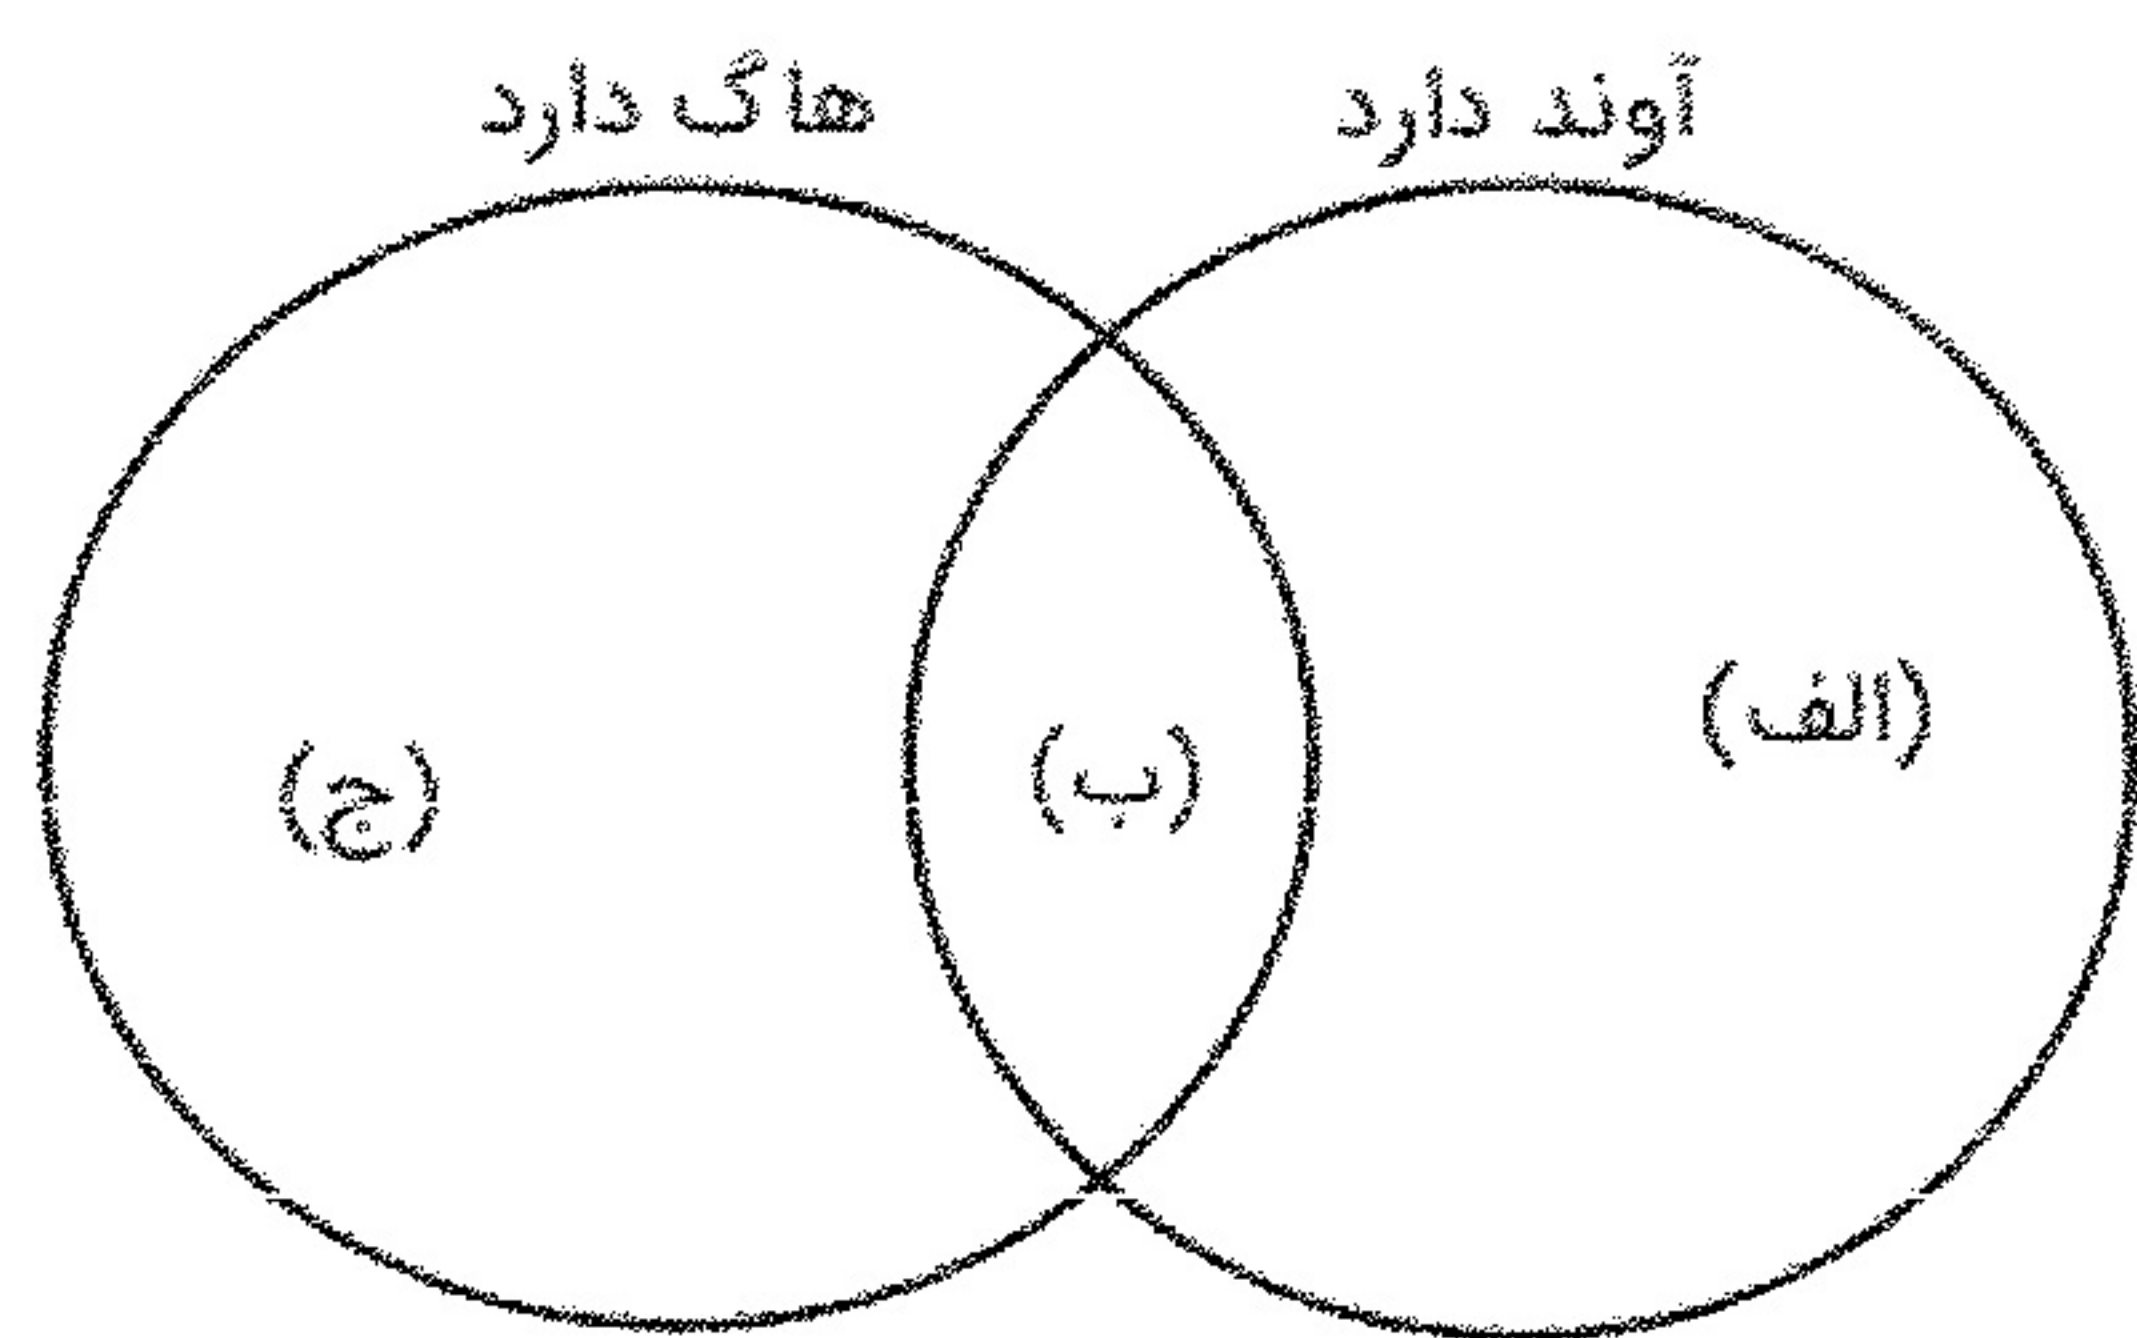 آوند دارد
هاگ دارد
(الف)
(ب)
(ج)